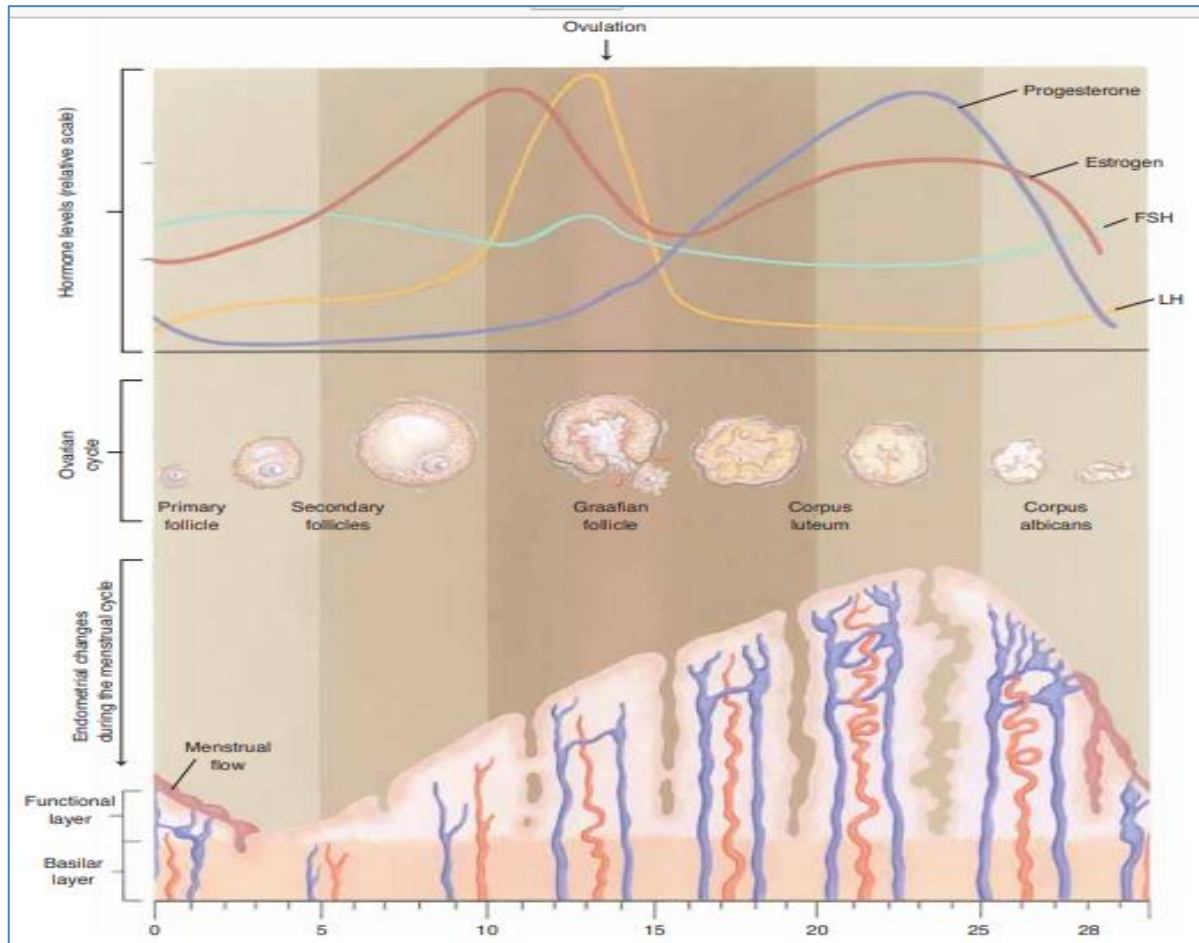 Ovulation
Hormone levels (relative scale)
Progesterone
Estrogen
FSH
LH
Ovarian
cycle
Primary
follicle
Secondary
follicles
Graafian
follicle
Corpus
luteum
Corpus
albicans
Endometrial changes
during the menstrual cycle
Menstrual
flow
Functional
layer
Basilar
layer
0 5 10 15 20 25 28